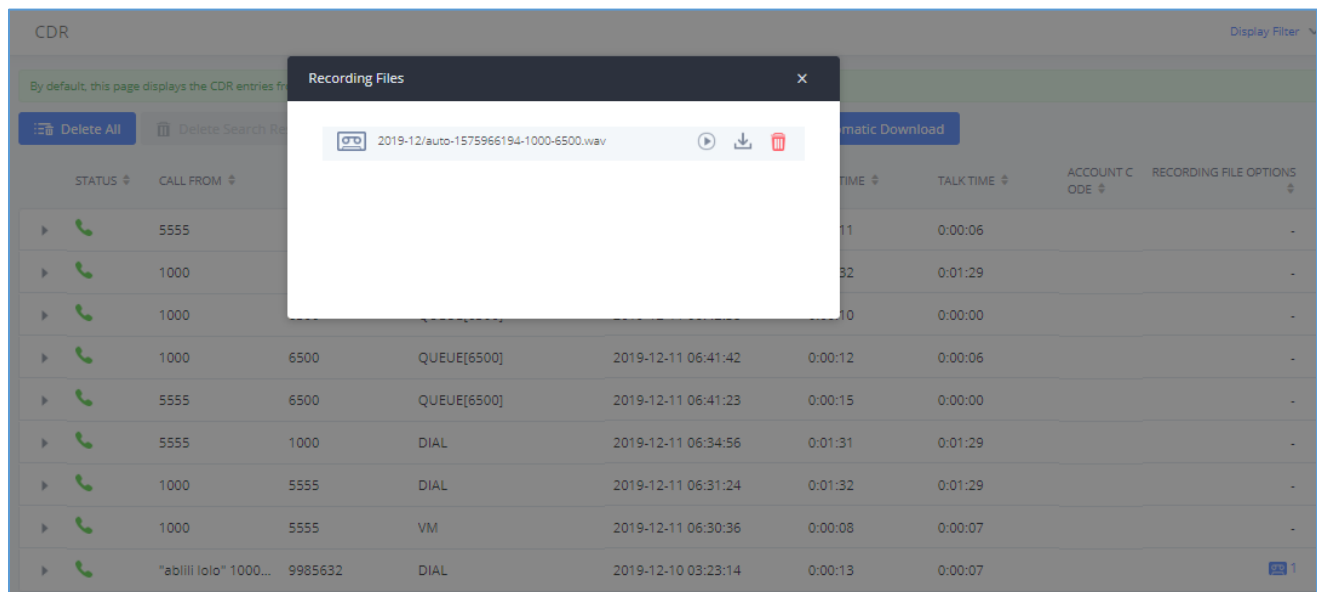 CDR
Display Filter
Recording Files
By default, this page displays the CDR entries
Delete All Delete Search 2019-12/auto-1575966194-1000-6500.wav Download
STATUS CALL FROM TIME TALK TIME ACCOUNT C RECORDING FILE OPTIONS
ODE
5555 11 0:00:06 -
1000 32 0:01:29 -
1000 10 0:00:00 -
1000 6500 QUEUE[6500] 2019-12-11 06:41:42 0:00:12 0:00:06 -
5555 6500 QUEUE[6500] 2019-12-11 06:41:23 0:00:15 0:00:00 -
5555 1000 DIAL 2019-12-11 06:34:56 0:01:31 0:01:29 -
1000 5555 DIAL 2019-12-11 06:31:24 0:01:32 0:01:29 -
1000 5555 VM 2019-12-11 06:30:36 0:00:08 0:00:07 -
"ablili lolo" 1000... 9985632 DIAL 2019-12-10 03:23:14 0:00:13 0:00:07 1